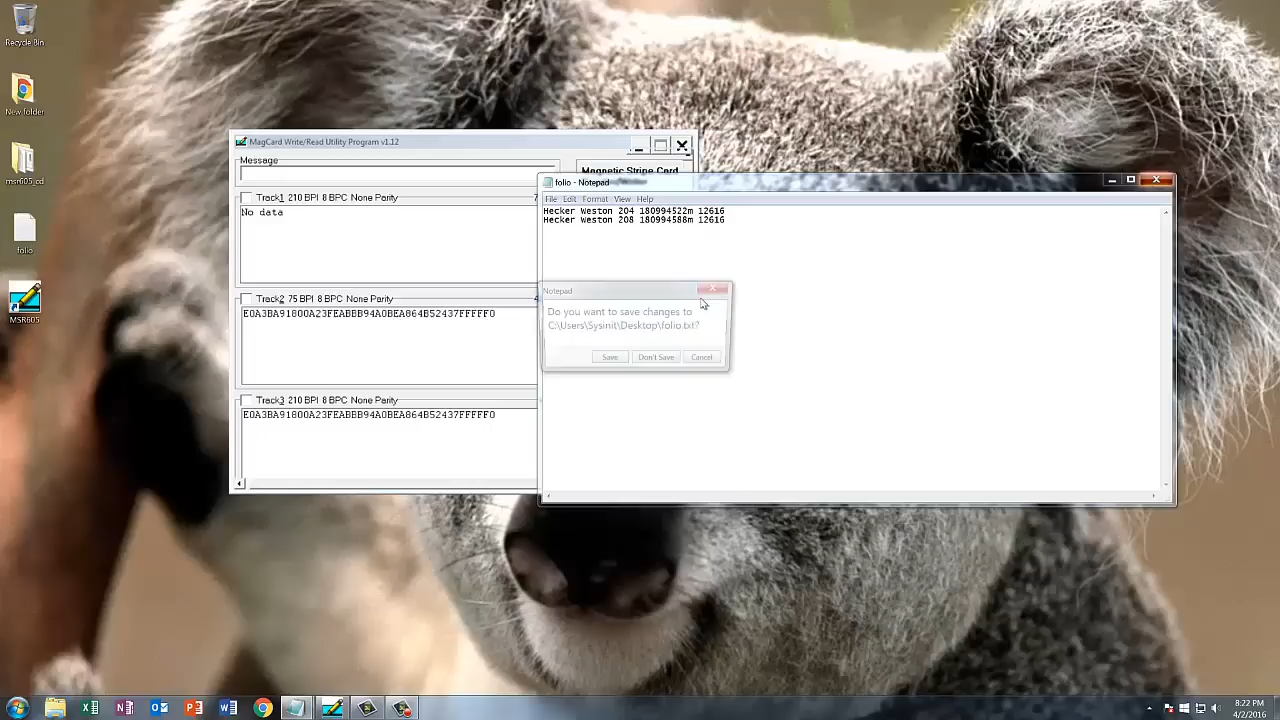 Recycle Bin
New folder
msr605_cd
folio
MSR605
MagCard Write/Read Utility Program v1.12
Message
Magnetic Stripe Card
Track1 210 BPI 8 BPC None Parity
No data
Track2 75 BPI 8 BPC None Parity
E0A3BA91800A23FEABBB94A0BEA864B52437FFFFF0
Track3 210 BPI 8 BPC None Parity
E0A3BA91800A23FEABBB94A0BEA864B52437FFFFF0
folio - Notepad
File Edit Format View Help
Hecker Weston 204 180994522m 12616
Hecker Weston 208 180994588m 12616
Notepad
Do you want to save changes to
C:\Users\Sysinit\Desktop\folio.txt?
Save Don't Save Cancel
8:22 PM
4/2/2016